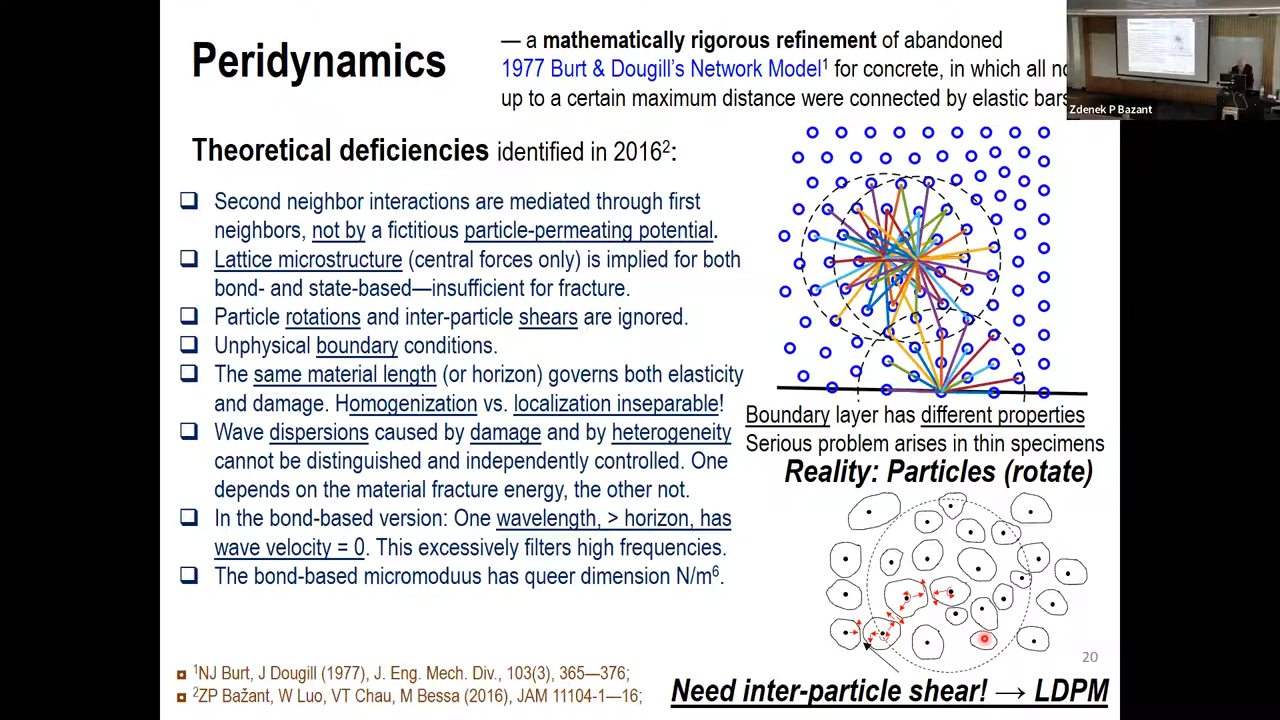 Peridynamics
— a mathematically rigorous refinement of abandoned
1977 Burt & Dougill's Network Model¹ for concrete, in which all
up to a certain maximum distance were connected by elastic bars
Zdenek P Bazant
Theoretical deficiencies identified in 2016²:
❑ Second neighbor interactions are mediated through first
neighbors, not by a fictitious particle-permeating potential.
❑ Lattice microstructure (central forces only) is implied for both
bond- and state-based—insufficient for fracture.
❑ Particle rotations and inter-particle shears are ignored.
❑ Unphysical boundary conditions.
❑ The same material length (or horizon) governs both elasticity
and damage. Homogenization vs. localization inseparable!
❑ Wave dispersions caused by damage and by heterogeneity
cannot be distinguished and independently controlled. One
depends on the material fracture energy, the other not.
❑ In the bond-based version: One wavelength, > horizon, has
wave velocity = 0. This excessively filters high frequencies.
❑ The bond-based micromoduus has queer dimension N/m⁶.
Boundary layer has different properties
Serious problem arises in thin specimens
Reality: Particles (rotate)
20
¹NJ Burt, J Dougill (1977), J. Eng. Mech. Div., 103(3), 365—376;
²ZP Bažant, W Luo, VT Chau, M Bessa (2016), JAM 11104-1—16;
Need inter-particle shear! → LDPM